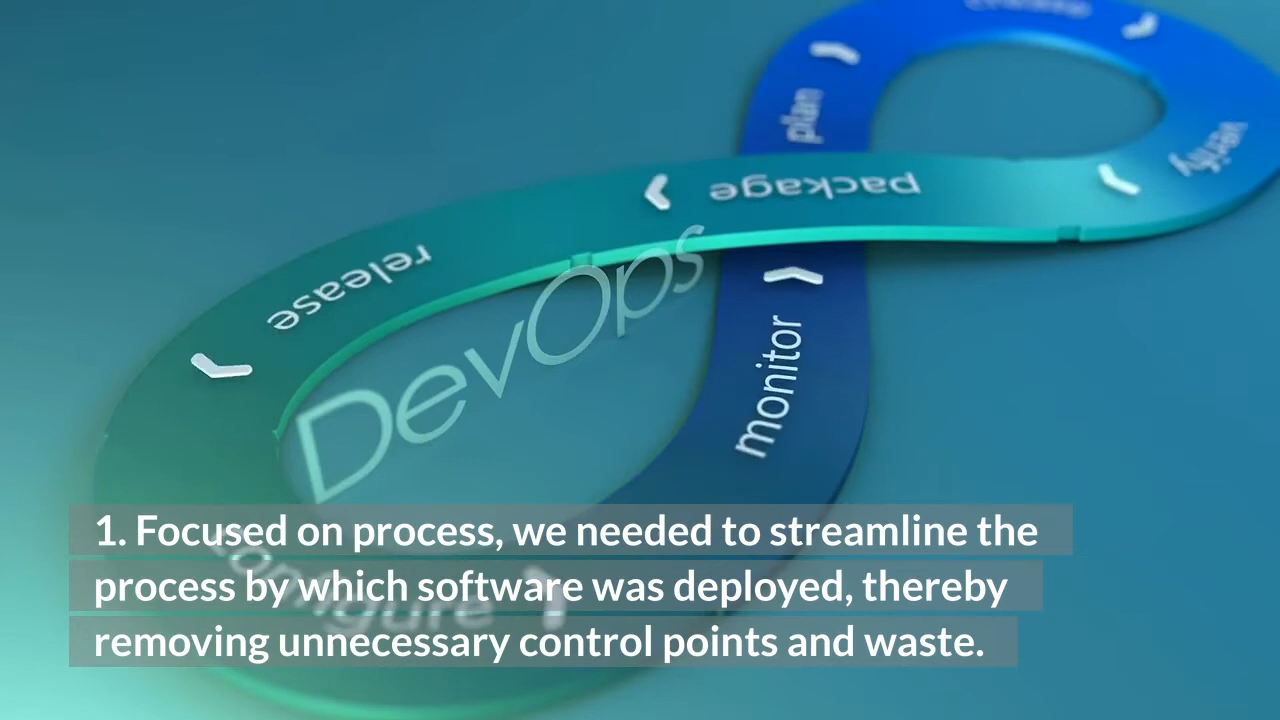 plan
verify
package
release
DevOps
monitor
configure
1. Focused on process, we needed to streamline the
process by which software was deployed, thereby
removing unnecessary control points and waste.